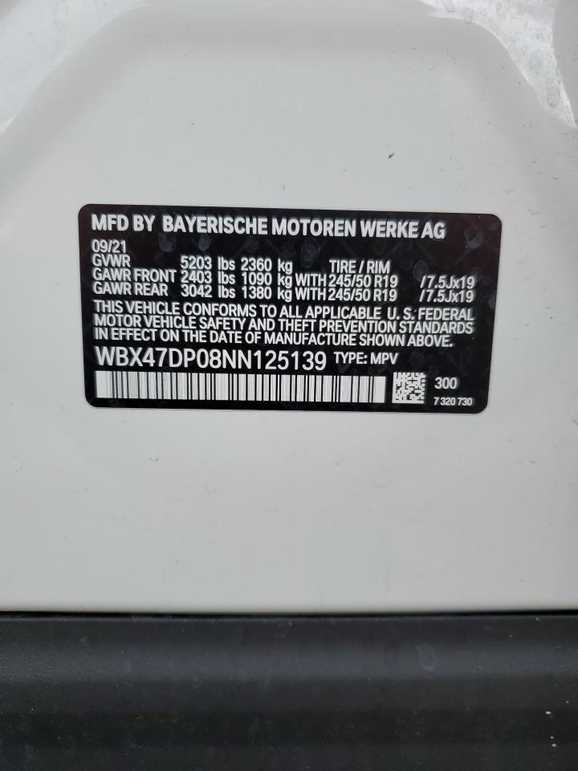 MFD BY BAYERISCHE MOTOREN WERKE AG
09/21
GVWR 5203 lbs 2360 kg TIRE / RIM
GAWR FRONT 2403 lbs 1090 kg WITH 245/50 R19 /7.5Jx19
GAWR REAR 3042 lbs 1380 kg WITH 245/50 R19 /7.5Jx19
THIS VEHICLE CONFORMS TO ALL APPLICABLE U. S. FEDERAL
MOTOR VEHICLE SAFETY AND THEFT PREVENTION STANDARDS
IN EFFECT ON THE DATE OF MANUFACTURE SHOWN ABOVE.
WBX47DP08NN125139 TYPE: MPV
300
7 320 730